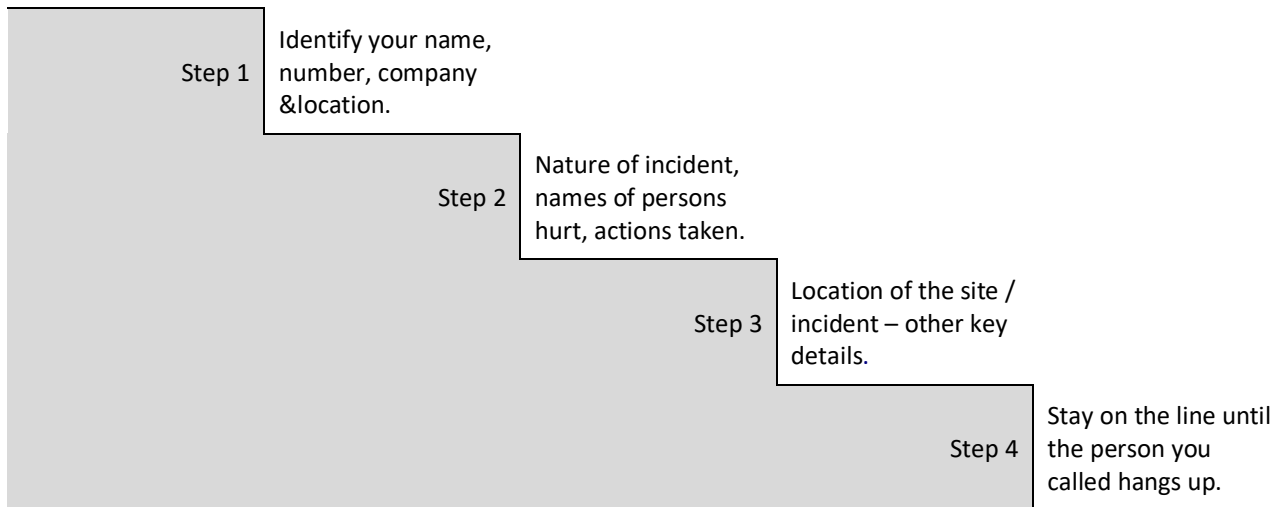 Step 1
Identify your name,
number, company
&location.
Step 2
Nature of incident,
names of persons
hurt, actions taken.
Step 3
Location of the site /
incident – other key
details.
Step 4
Stay on the line until
the person you
called hangs up.